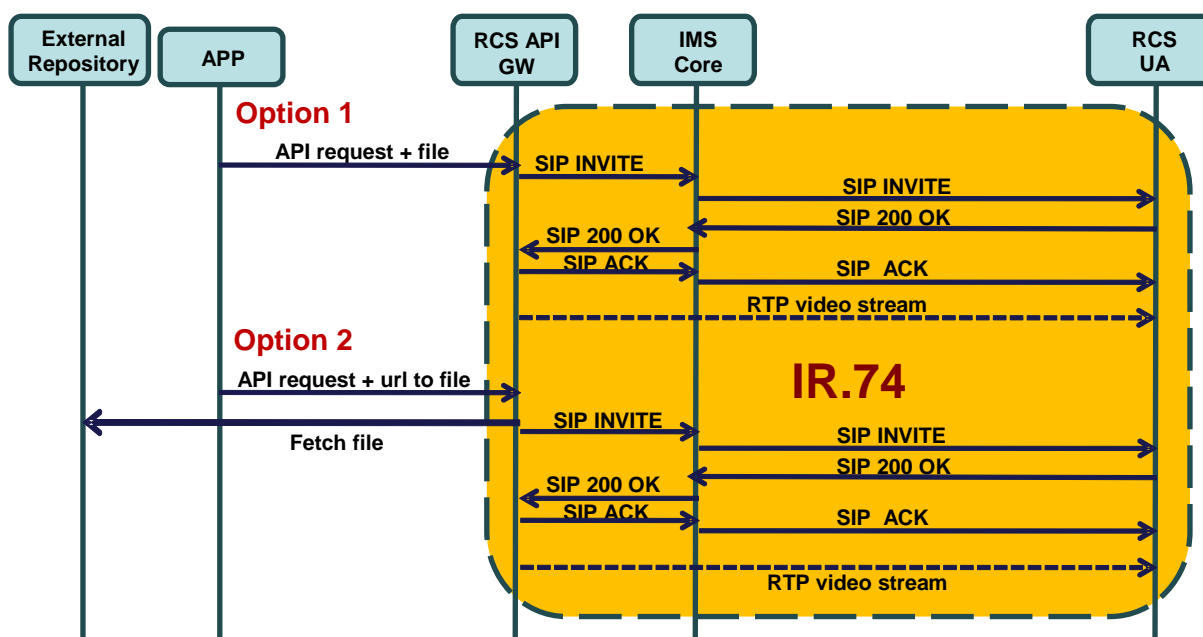 External
Repository
APP
RCS API
GW
IMS
Core
RCS
UA
Option 1
API request + file
SIP INVITE
SIP INVITE
SIP 200 OK
SIP 200 OK
SIP ACK
SIP ACK
RTP video stream
Option 2
API request + url to file
IR.74
Fetch file
SIP INVITE
SIP INVITE
SIP 200 OK
SIP 200 OK
SIP ACK
SIP ACK
RTP video stream